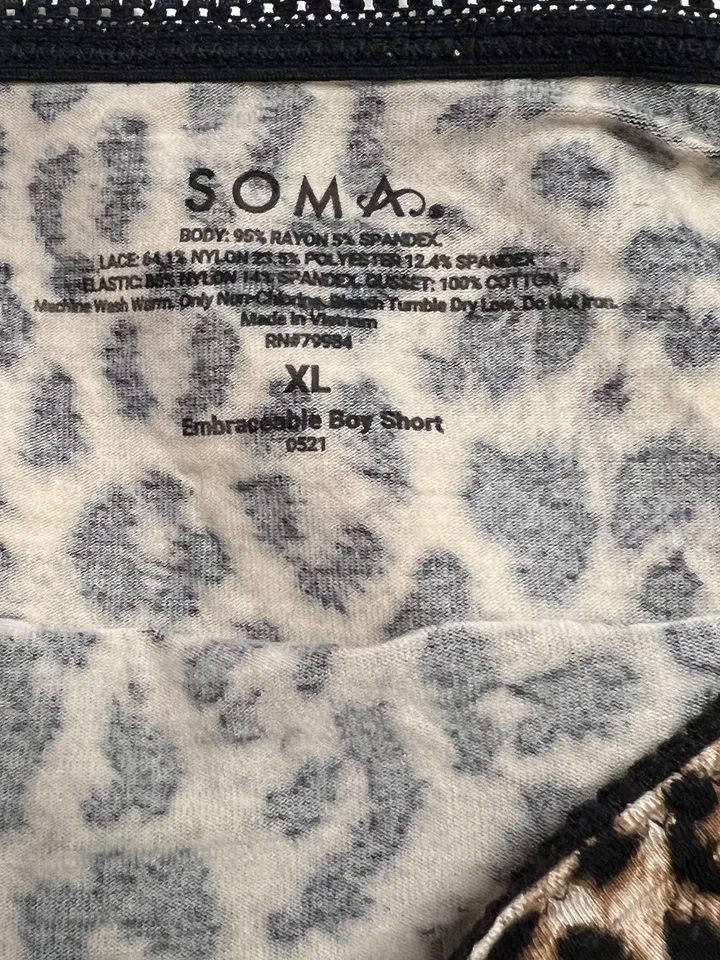 SOMA
BODY: 95% RAYON 5% SPANDEX.
LACE: 64.1% NYLON 23.5% POLYESTER 12.4% SPANDEX
ELASTIC: 86% NYLON 14% SPANDEX. GUSSET: 100% COTTON
Machine Wash Warm. Only Non-Chlorine Bleach Tumble Dry Low. Do Not Iron.
Made in Vietnam
RN#79984
XL
Embraceable Boy Short
0521